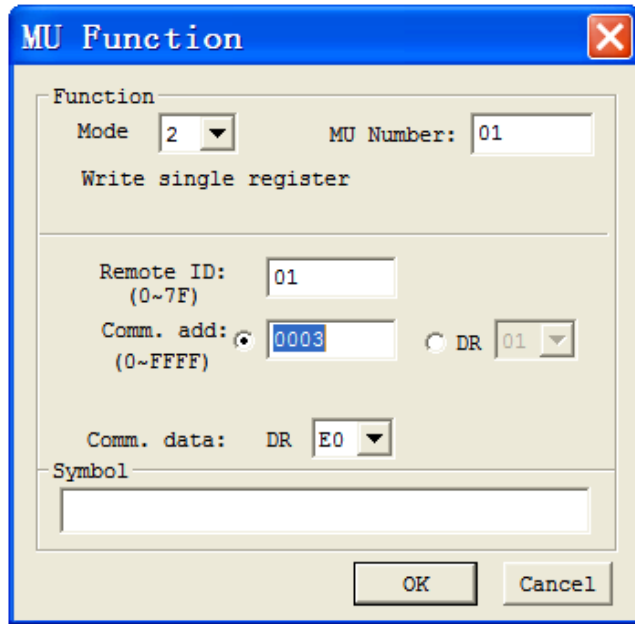 MU Function
Function
Mode 2 MU Number: 01
Write single register
Remote ID: 01
(0~7F)
Comm. add: 0003 DR 01
(0~FFFF)
Comm. data: DR E0
Symbol
OK Cancel